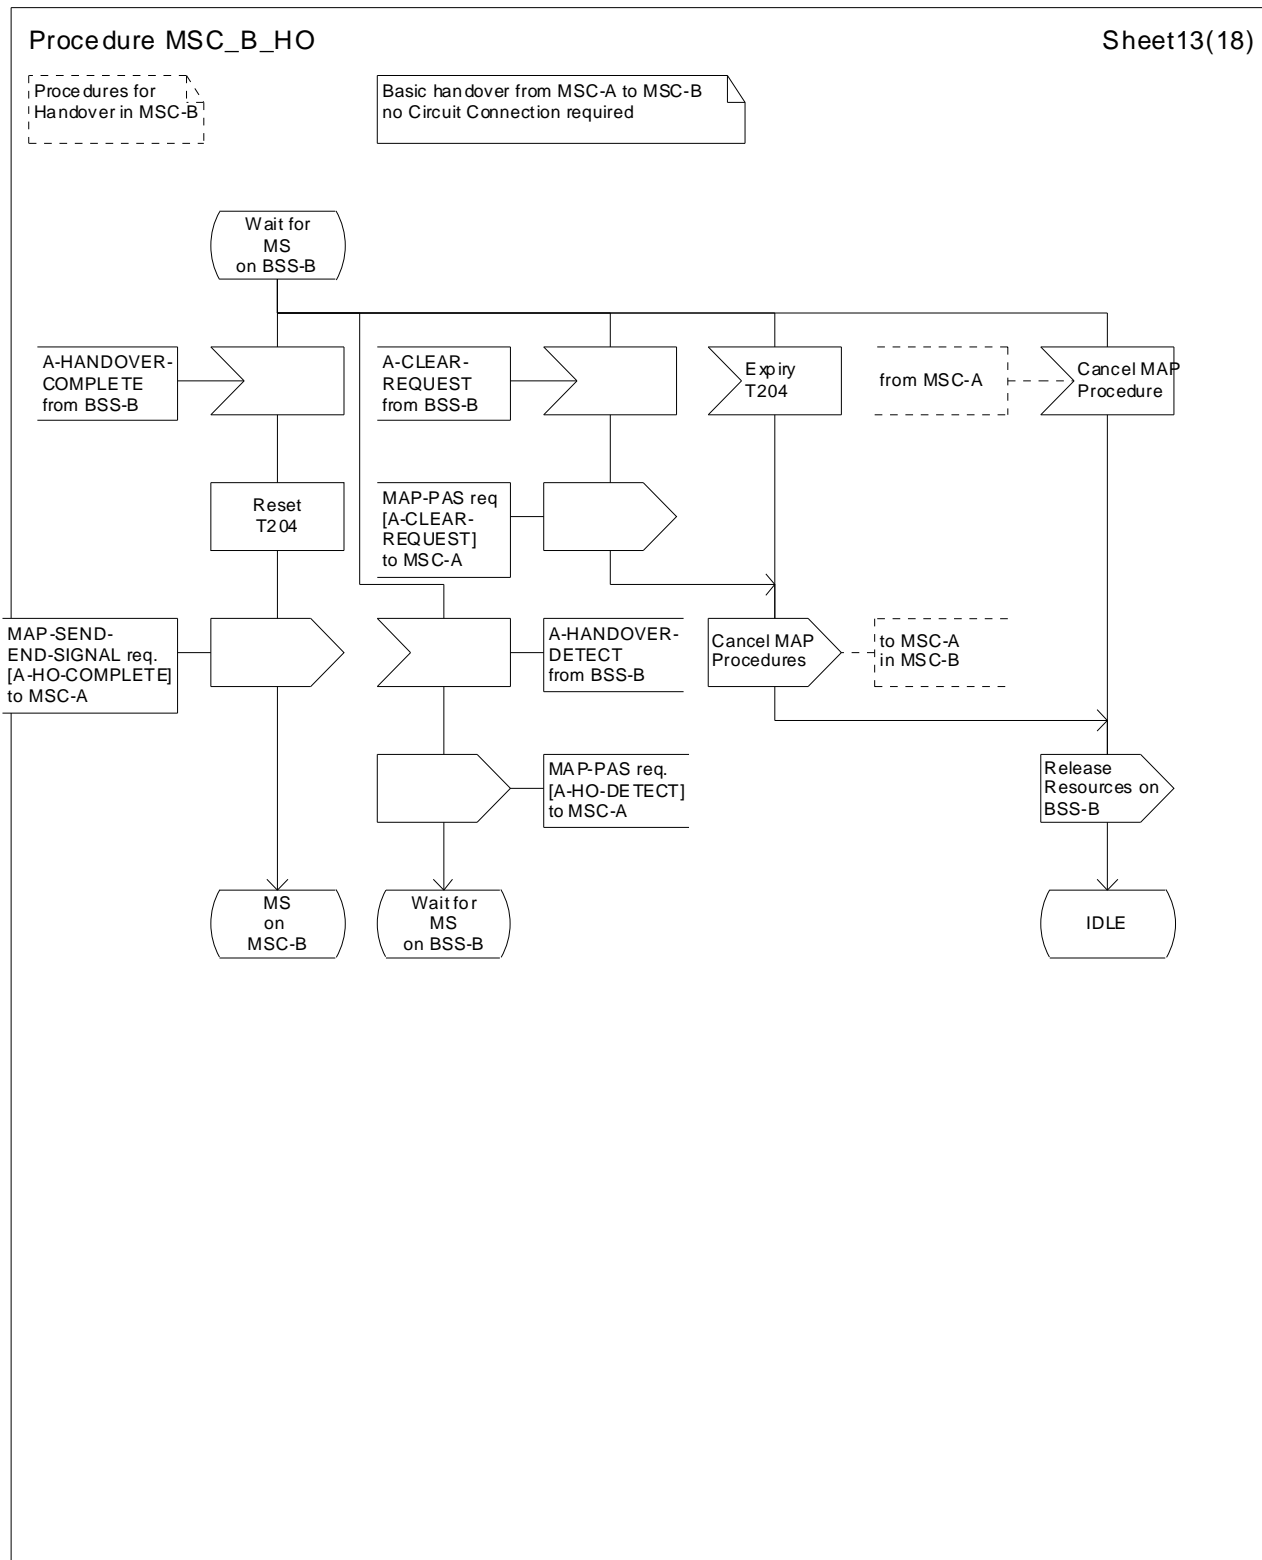 Procedure MSC_B_HO
Sheet13(18)
Procedures for
Handover in MSC-B
Basic handover from MSC-A to MSC-B
no Circuit Connection required
Wait for
MS
on BSS-B
A-HANDOVER-
COMPLETE
from BSS-B
A-CLEAR-
REQUEST
from BSS-B
Expiry
T204
from MSC-A
Cancel MAP
Procedure
Reset
T204
MAP-PAS req
[A-CLEAR-
REQUEST]
to MSC-A
MAP-SEND-
END-SIGNAL req.
[A-HO-COMPLETE]
to MSC-A
A-HANDOVER-
DETECT
from BSS-B
Cancel MAP
Procedures
to MSC-A
in MSC-B
MAP-PAS req.
[A-HO-DETECT]
to MSC-A
Release
Resources on
BSS-B
MS
on
MSC-B
Wait for
MS
on BSS-B
IDLE